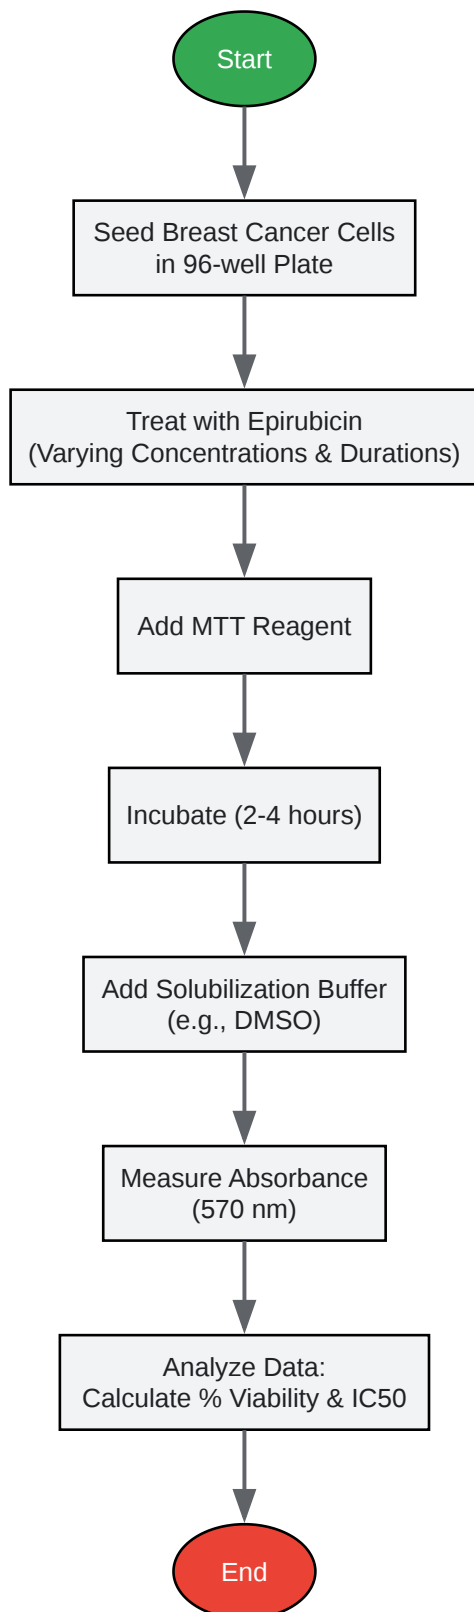 Start
Seed Breast Cancer Cells
in 96-well Plate
Treat with Epirubicin
(Varying Concentrations & Durations)
Add MTT Reagent
Incubate (2-4 hours)
Add Solubilization Buffer
(e.g., DMSO)
Measure Absorbance
(570 nm)
Analyze Data:
Calculate % Viability & IC50
End